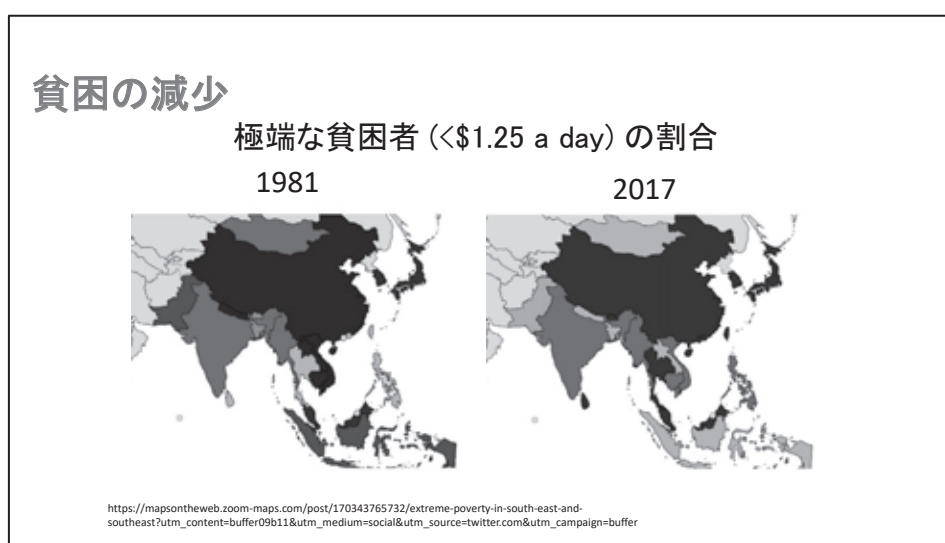 貧困の減少
極端な貧困者 (<$1.25 a day) の割合
1981
2017
https://mapsontheweb.zoom-maps.com/post/170343765732/extreme-poverty-in-south-east-and-
southeast?utm_content=buffer09b11&utm_medium=social&utm_source=twitter.com&utm_campaign=buffer